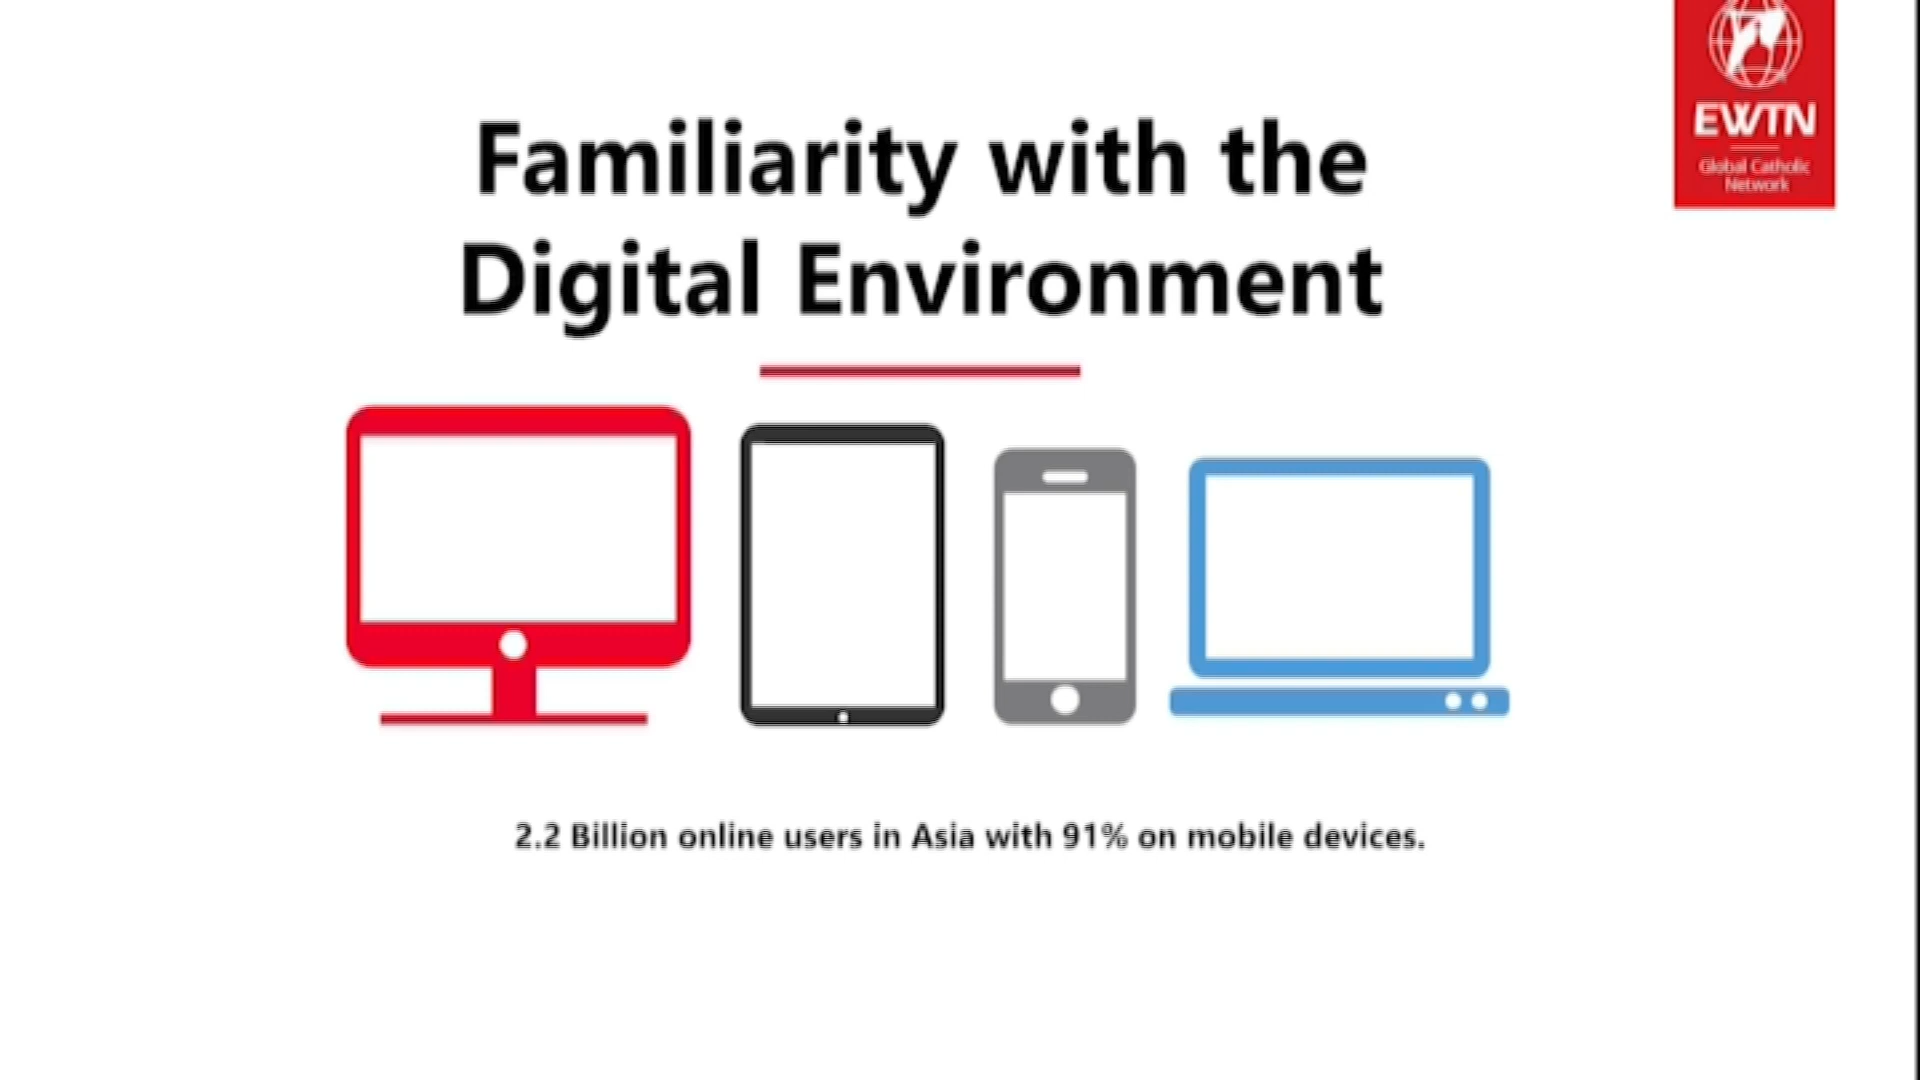 Familiarity with the
Digital Environment
EWTN
Global Catholic
Network
2.2 Billion online users in Asia with 91% on mobile devices.